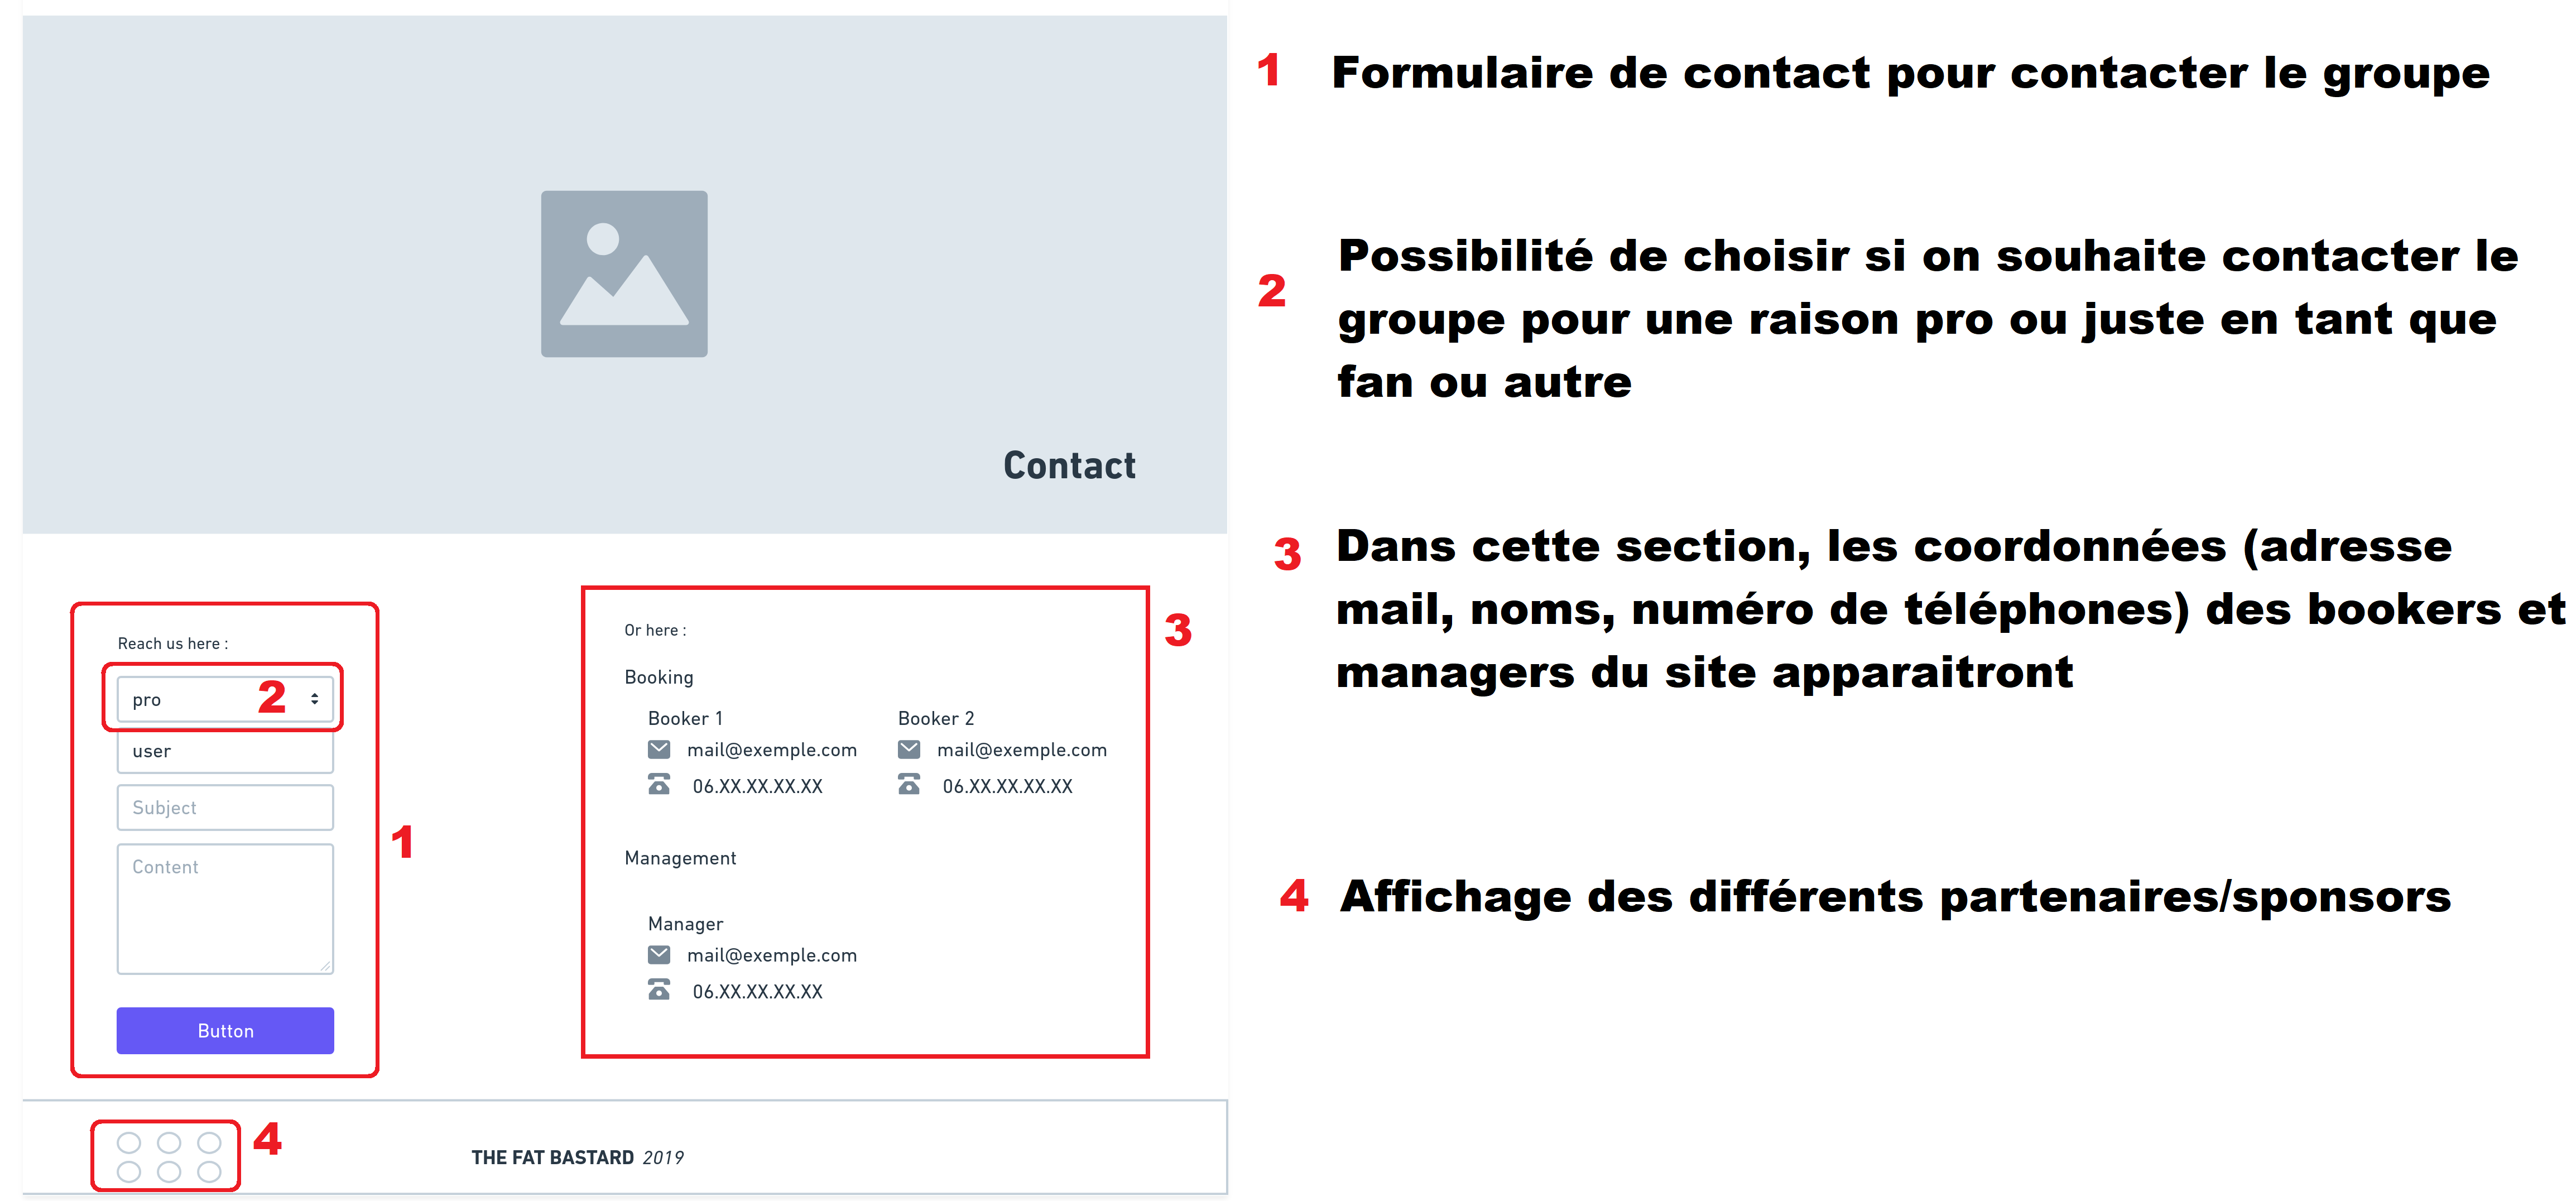 Contact
Reach us here :
pro
2
user
Subject
Content
Button
1
Or here :
3
Booking
Booker 1
mail@exemple.com
06.XX.XX.XX.XX
Booker 2
mail@exemple.com
06.XX.XX.XX.XX
Management
Manager
mail@exemple.com
06.XX.XX.XX.XX
4
THE FAT BASTARD 2019
1 Formulaire de contact pour contacter le groupe
2 Possibilité de choisir si on souhaite contacter le
groupe pour une raison pro ou juste en tant que
fan ou autre
3 Dans cette section, les coordonnées (adresse
mail, noms, numéro de téléphones) des bookers et
managers du site apparaitront
4 Affichage des différents partenaires/sponsors